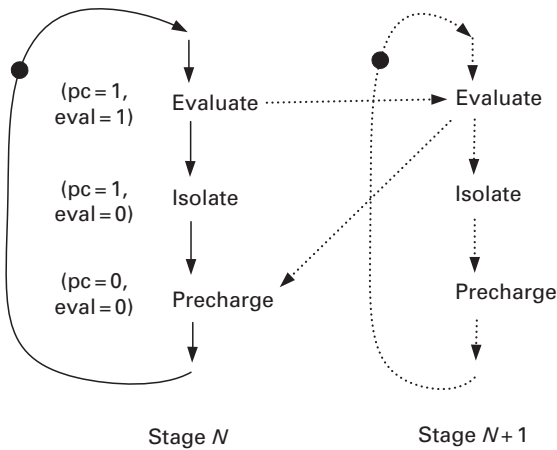 (pc = 1,
eval = 1)
Evaluate
Evaluate
(pc = 1,
eval = 0)
Isolate
Isolate
(pc = 0,
eval = 0)
Precharge
Precharge
Stage N
Stage N + 1